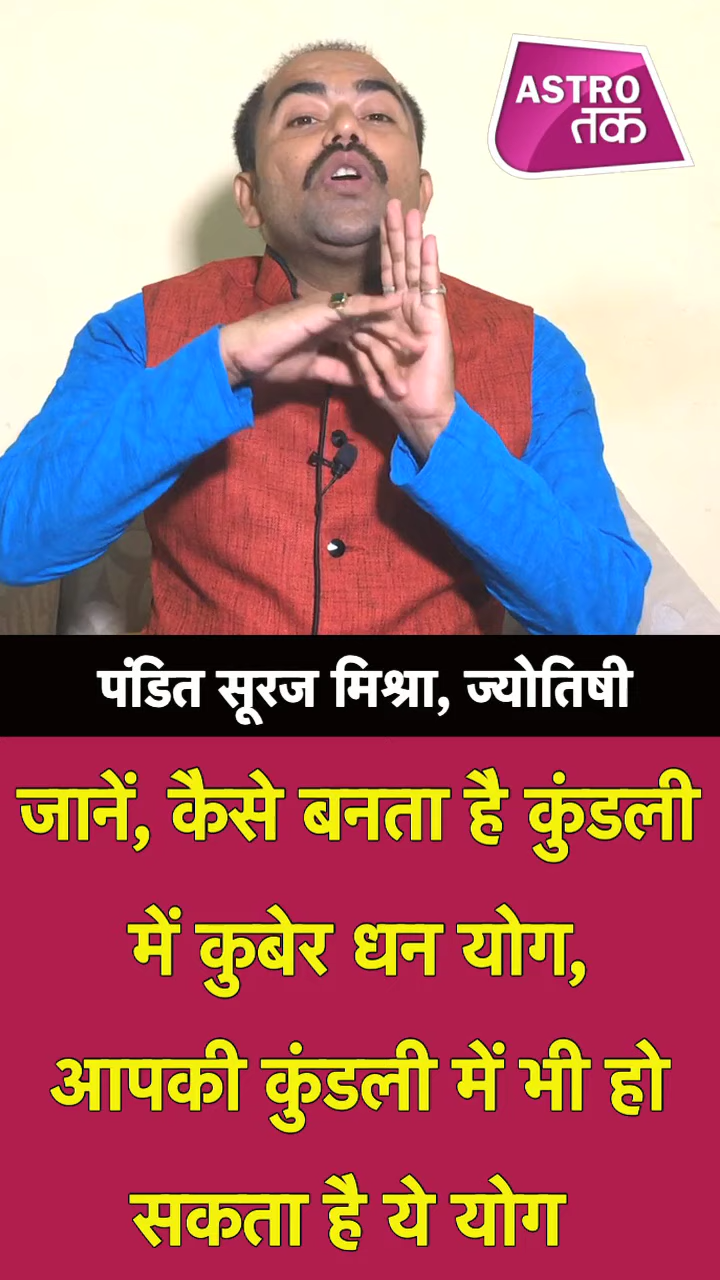 ASTRO
तक
पंडित सूरज मिश्रा, ज्योतिषी
जानें, कैसे बनता है कुंडली
में कुबेर धन योग,
आपकी कुंडली में भी हो
सकता है ये योग